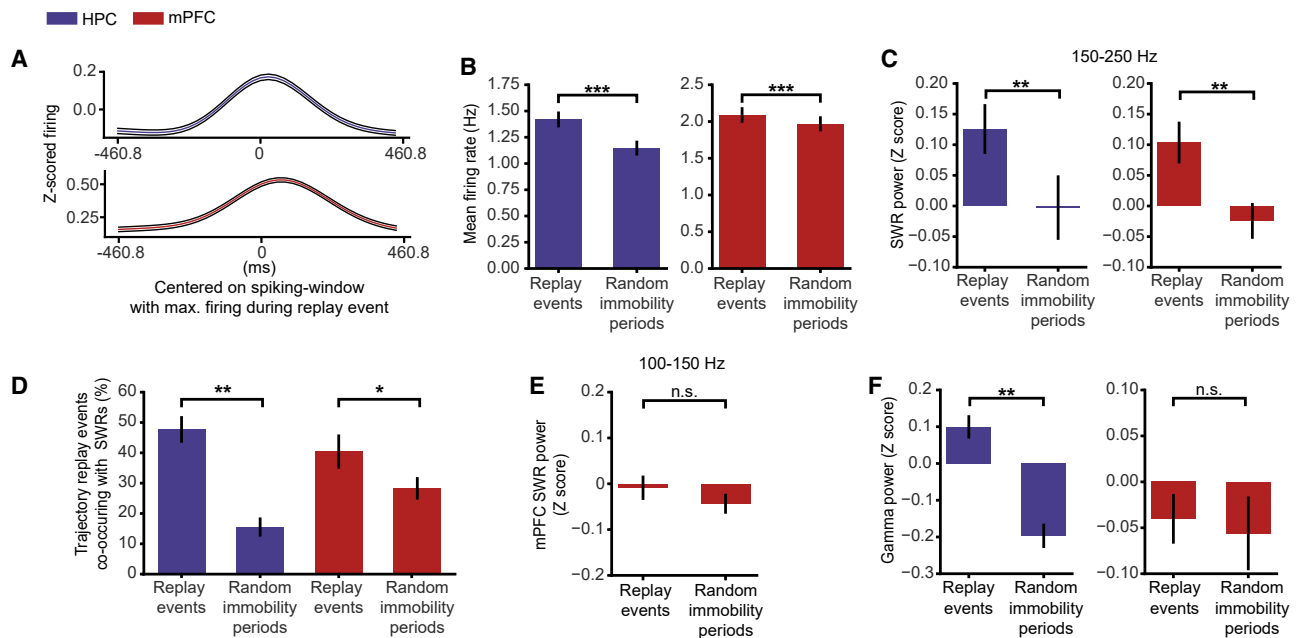 HPC
mPFC
A
Z-scored firing
0.2
0.0
-460.8
0
460.8
0.50
0.25
-460.8
0
460.8
(ms)
Centered on spiking-window
with max. firing during replay event
B
Mean firing rate (Hz)
1.75
1.50
1.25
1.00
0.75
0.50
0.25
0.00
***
Replay
events
Random
immobility
periods
2.5
2.0
1.5
1.0
0.5
0.0
***
Replay
events
Random
immobility
periods
C
150-250 Hz
SWR power (Z score)
0.20
0.15
0.10
0.05
0.00
−0.05
−0.10
**
Replay
events
Random
immobility
periods
0.20
0.15
0.10
0.05
0.00
−0.05
−0.10
**
Replay
events
Random
immobility
periods
D
Trajectory replay events
co-occuring with SWRs (%)
60
50
40
30
20
10
0
**
*
Replay
events
Random
immobility
periods
Replay
events
Random
immobility
periods
E
100-150 Hz
mPFC SWR power
(Z score)
0.2
0.1
0
−0.1
−0.2
n.s.
Replay
events
Random
immobility
periods
F
Gamma power (Z score)
0.2
0.1
0.0
−0.1
−0.2
−0.3
**
Replay
events
Random
immobility
periods
0.10
0.05
0.00
−0.05
−0.10
n.s.
Replay
events
Random
immobility
periods